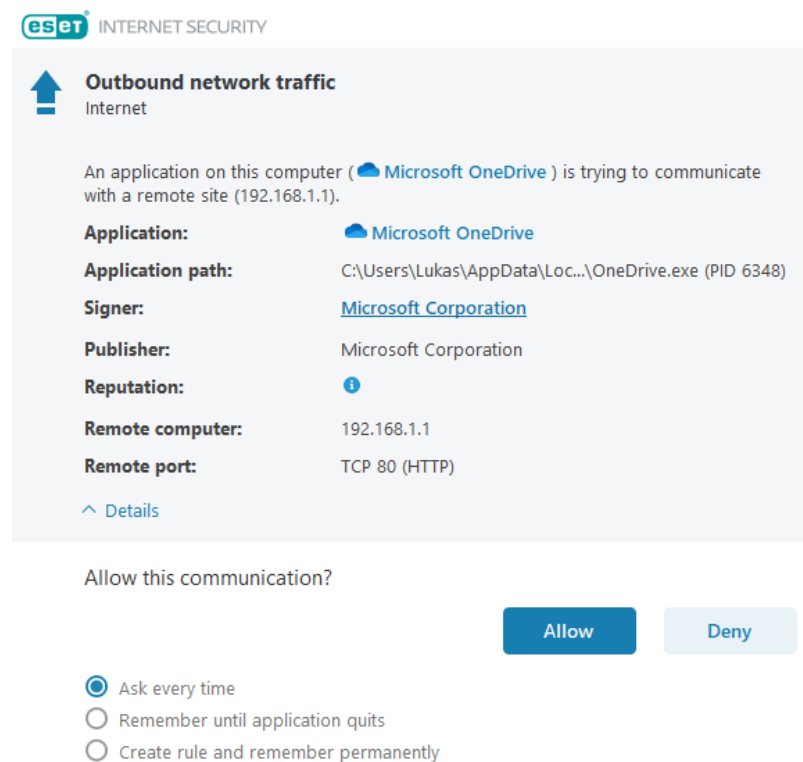 eset INTERNET SECURITY
Outbound network traffic
Internet
An application on this computer ( Microsoft OneDrive ) is trying to communicate
with a remote site (192.168.1.1).
Application: Microsoft OneDrive
Application path: C:\Users\Lukas\AppData\Loc...\OneDrive.exe (PID 6348)
Signer: Microsoft Corporation
Publisher: Microsoft Corporation
Reputation:
Remote computer: 192.168.1.1
Remote port: TCP 80 (HTTP)
Details
Allow this communication?
Allow Deny
Ask every time
Remember until application quits
Create rule and remember permanently